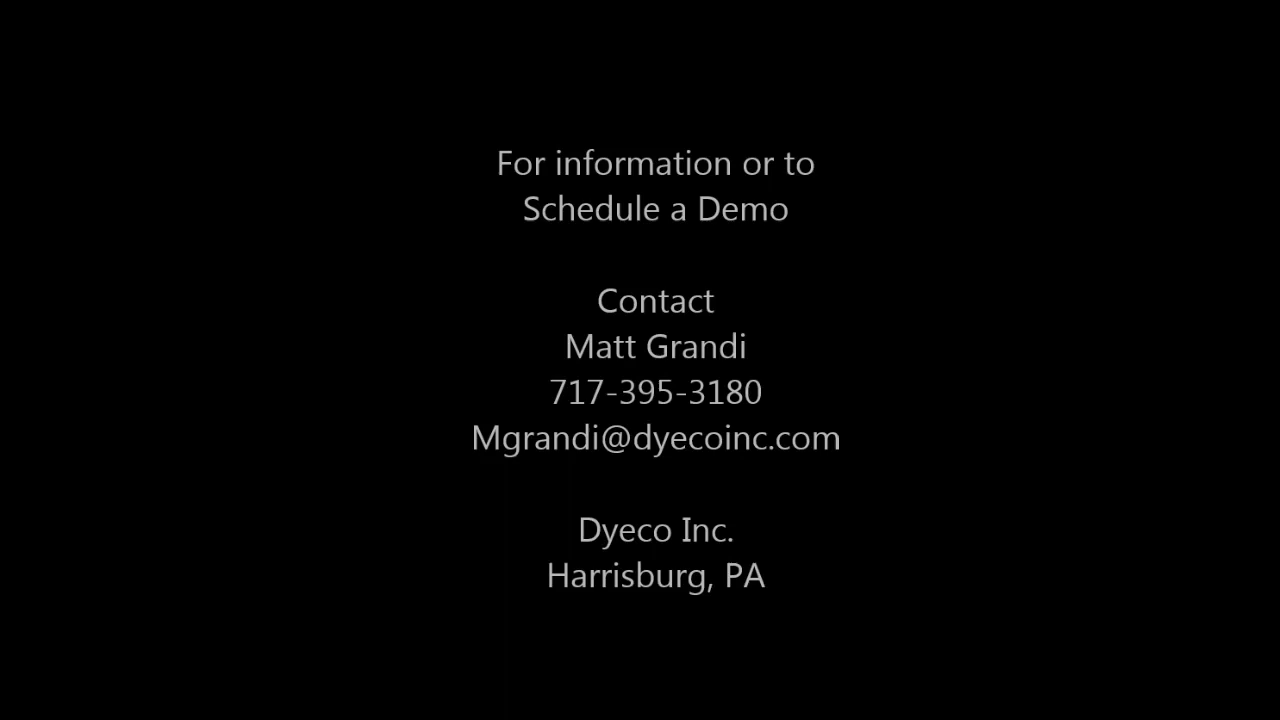 For information or to
Schedule a Demo
Contact
Matt Grandi
717-395-3180
Mgrandi@dyecoinc.com
Dyeco Inc.
Harrisburg, PA